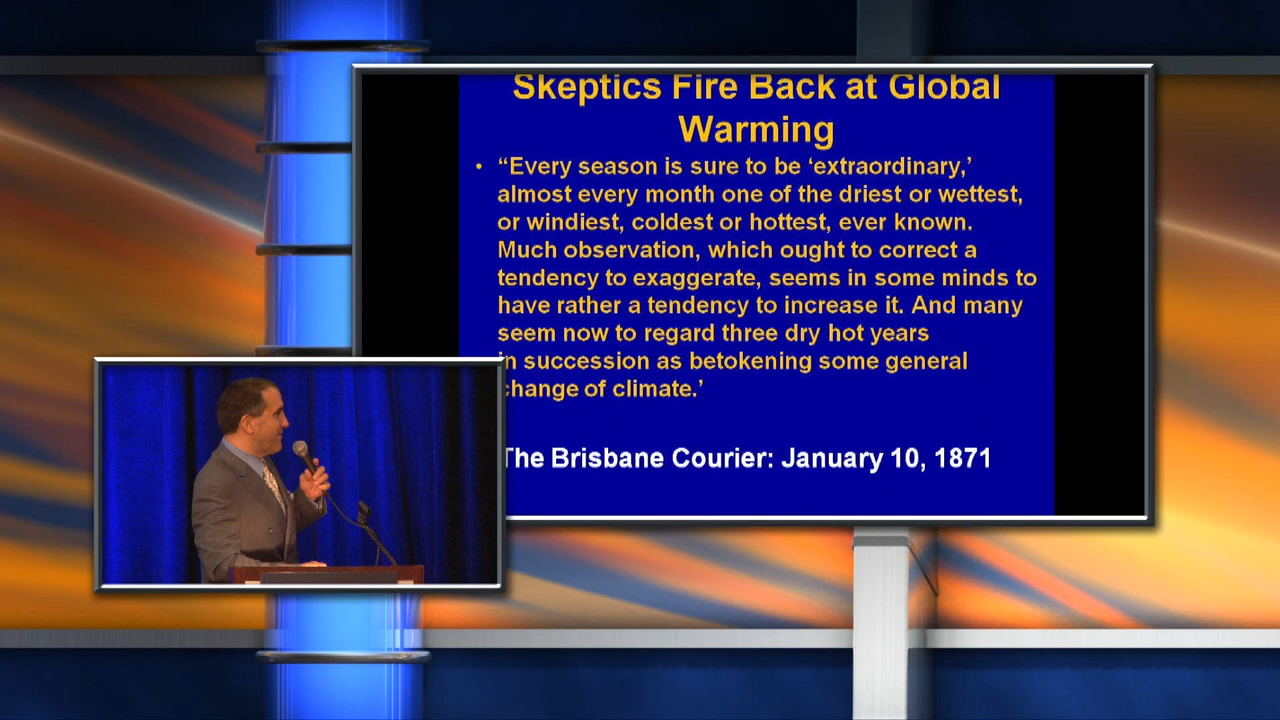 Skeptics Fire Back at Global
Warming
• “Every season is sure to be ‘extraordinary,’
almost every month one of the driest or wettest,
or windiest, coldest or hottest, ever known.
Much observation, which ought to correct a
tendency to exaggerate, seems in some minds to
have rather a tendency to increase it. And many
seem now to regard three dry hot years
in succession as betokening some general
change of climate.’
The Brisbane Courier: January 10, 1871